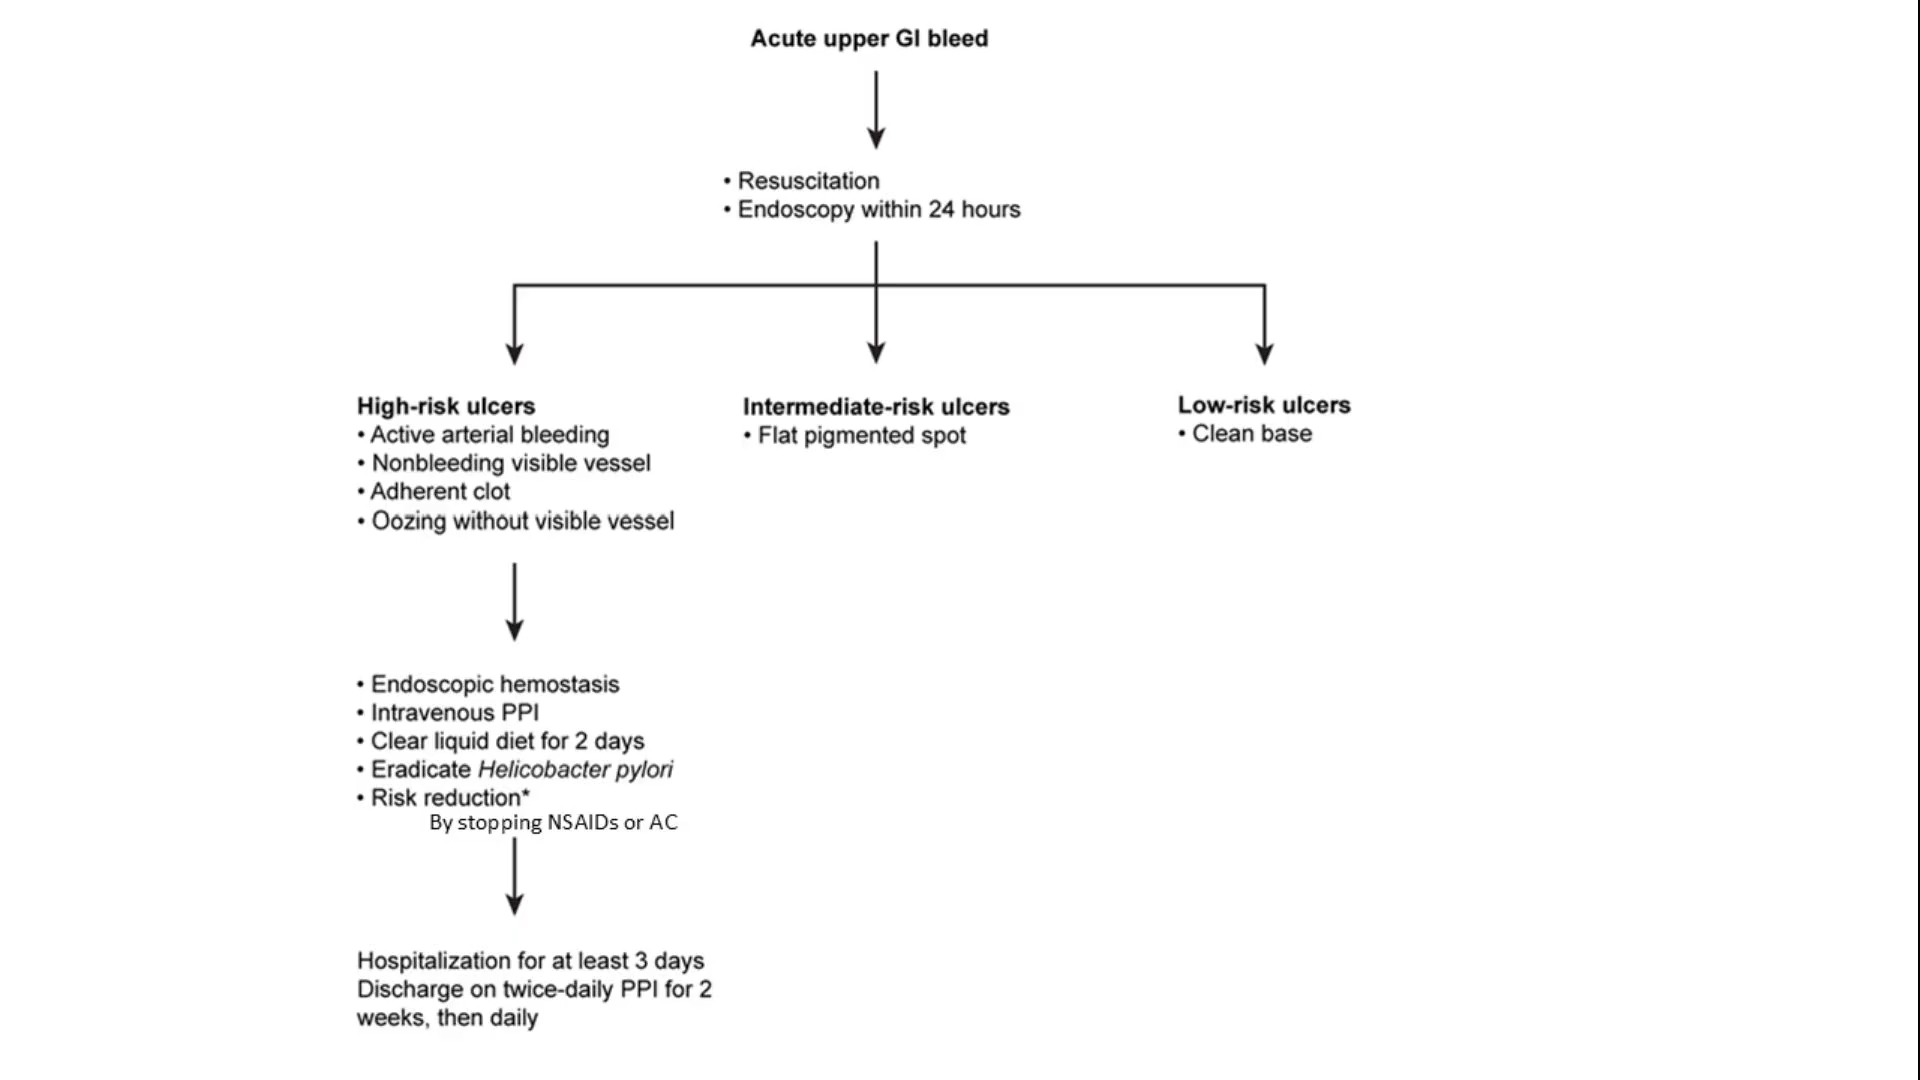 Acute upper GI bleed
• Resuscitation
• Endoscopy within 24 hours
High-risk ulcers
• Active arterial bleeding
• Nonbleeding visible vessel
• Adherent clot
• Oozing without visible vessel
Intermediate-risk ulcers
• Flat pigmented spot
Low-risk ulcers
• Clean base
• Endoscopic hemostasis
• Intravenous PPI
• Clear liquid diet for 2 days
• Eradicate Helicobacter pylori
• Risk reduction*
By stopping NSAIDs or AC
Hospitalization for at least 3 days
Discharge on twice-daily PPI for 2
weeks, then daily